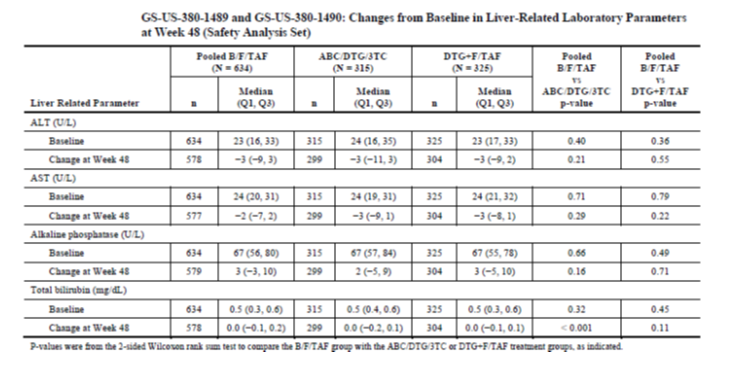 GS-US-380-1489 and GS-US-380-1490: Changes from Baseline in Liver-Related Laboratory Parameters
at Week 48 (Safety Analysis Set)
Pooled B/F/TAF (N = 634) ABC/DTG/3TC (N = 315) DTG+F/TAF (N = 325) Pooled B/F/TAF vs ABC/DTG/3TC p-value Pooled B/F/TAF vs DTG+F/TAF p-value
Liver Related Parameter n Median (Q1, Q3) n Median (Q1, Q3) n Median (Q1, Q3)
ALT (U/L)
Baseline 634 23 (16, 33) 315 24 (16, 35) 325 23 (17, 33) 0.40 0.36
Change at Week 48 578 −3 (−9, 3) 299 −3 (−11, 3) 304 −3 (−9, 2) 0.21 0.55
AST (U/L)
Baseline 634 24 (20, 31) 315 24 (19, 31) 325 24 (21, 32) 0.71 0.79
Change at Week 48 577 −2 (−7, 2) 299 −3 (−9, 1) 304 −3 (−8, 1) 0.29 0.22
Alkaline phosphatase (U/L)
Baseline 634 67 (56, 80) 315 67 (57, 84) 325 67 (55, 78) 0.66 0.49
Change at Week 48 579 3 (−3, 10) 299 2 (−5, 9) 304 3 (−5, 10) 0.16 0.71
Total bilirubin (mg/dL)
Baseline 634 0.5 (0.3, 0.6) 315 0.5 (0.4, 0.6) 325 0.5 (0.3, 0.6) 0.32 0.45
Change at Week 48 578 0.0 (−0.1, 0.2) 299 0.0 (−0.2, 0.1) 304 0.0 (−0.1, 0.1) < 0.001 0.11
P-values were from the 2-sided Wilcoxon rank sum test to compare the B/F/TAF group with the ABC/DTG/3TC or DTG+F/TAF treatment groups, as indicated.